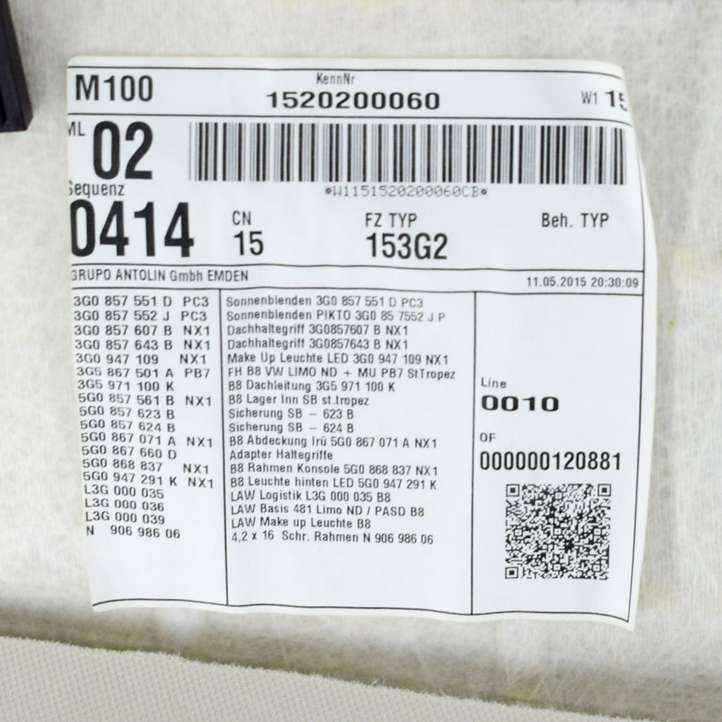 M100
KennNr
1520200060
W1 15
ML 02
*W1151520200060CB*
Sequenz
0414
CN
15
FZ TYP
153G2
Beh. TYP
GRUPO ANTOLIN Gmbh EMDEN
11.05.2015 20:30:09
3G0 857 551 D PC3
3G0 857 552 J PC3
3G0 857 607 B NX1
3G0 857 643 B NX1
3G0 947 109 NX1
3G5 867 501 A PB7
3G5 971 100 K
5G0 857 561 B NX1
5G0 857 623 B
5G0 857 624 B
5G0 867 071 A NX1
5G0 867 660 D
5G0 868 837 NX1
5G0 947 291 K NX1
L3G 000 035
L3G 000 036
L3G 000 039
N 906 986 06
Sonnenblenden 3G0 857 551 D PC3
Sonnenblenden PIKTO 3G0 85 7552 J P
Dachhaltegriff 3G0857607 B NX1
Dachhaltegriff 3G0857643 B NX1
Make Up Leuchte LED 3G0 947 109 NX1
FH B8 VW LIMO ND + MU PB7 StTropez
B8 Dachleitung 3G5 971 100 K
B8 Lager Inn SB st.tropez
Sicherung SB – 623 B
Sicherung SB – 624 B
B8 Abdeckung Irü 5G0 867 071 A NX1
Adapter Haltegriffe
B8 Rahmen Konsole 5G0 868 837 NX1
B8 Leuchte hinten LED 5G0 947 291 K
LAW Logistik L3G 000 035 B8
LAW Basis 481 Limo ND / PASD B8
LAW Make up Leuchte B8
4,2 x 16 Schr. Rahmen N 906 986 06
Line
0010
OF
000000120881